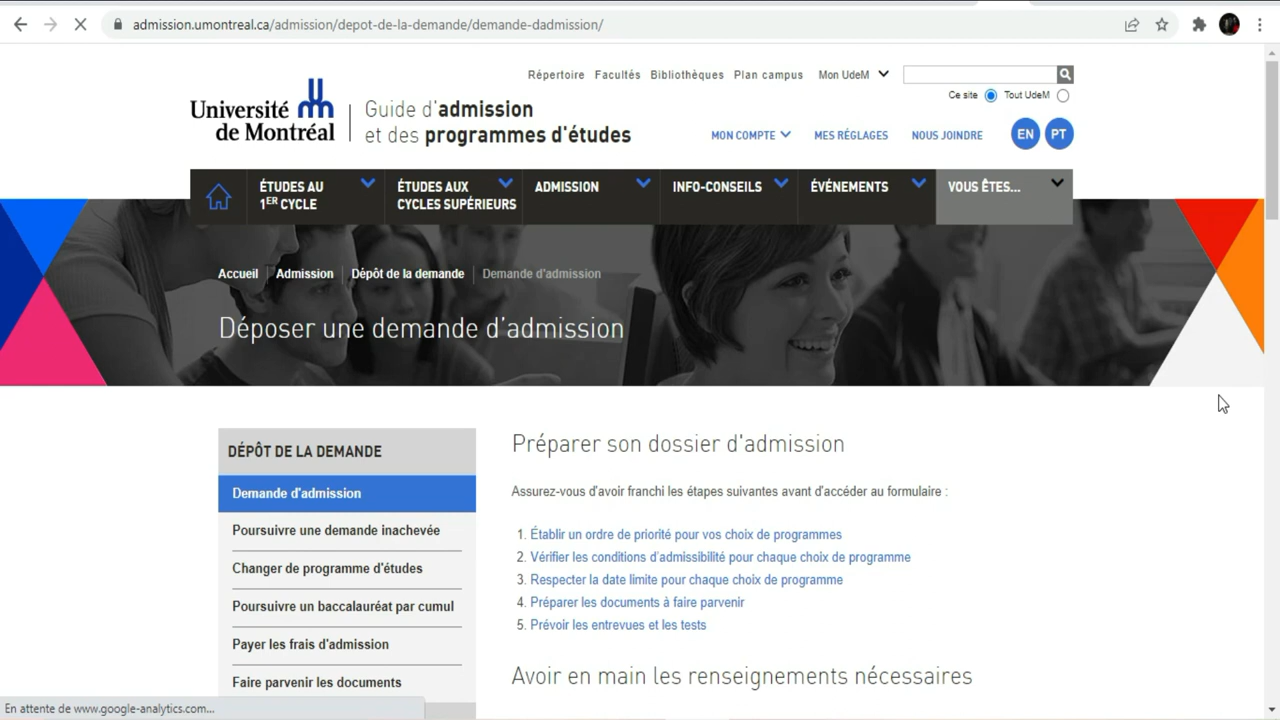 admission.umontreal.ca/admission/depot-de-la-demande/demande-dadmission/
Répertoire Facultés Bibliothèques Plan campus Mon UdeM
Ce site Tout UdeM
Université
de Montréal
Guide d'admission
et des programmes d'études
MON COMPTE MES RÉGLAGES NOUS JOINDRE EN PT
ÉTUDES AU
1ER CYCLE
ÉTUDES AUX
CYCLES SUPÉRIEURS
ADMISSION
INFO-CONSEILS
ÉVÉNEMENTS
VOUS ÊTES...
Accueil Admission Dépôt de la demande Demande d'admission
Déposer une demande d'admission
DÉPÔT DE LA DEMANDE
Demande d'admission
Poursuivre une demande inachevée
Changer de programme d'études
Poursuivre un baccalauréat par cumul
Payer les frais d'admission
Faire parvenir les documents
Préparer son dossier d'admission
Assurez-vous d'avoir franchi les étapes suivantes avant d'accéder au formulaire :
1. Établir un ordre de priorité pour vos choix de programmes
2. Vérifier les conditions d'admissibilité pour chaque choix de programme
3. Respecter la date limite pour chaque choix de programme
4. Préparer les documents à faire parvenir
5. Prévoir les entrevues et les tests
Avoir en main les renseignements nécessaires
En attente de www.google-analytics.com...